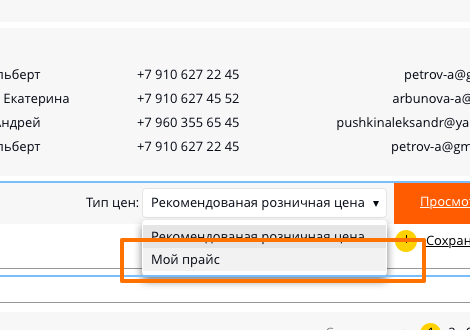 льберт +7 910 627 22 45 petrov-a@g
Екатерина +7 910 627 45 52 arbunova-a@
Андрей +7 960 355 65 45 pushkinaleksandr@ya
льберт +7 910 627 22 45 petrov-a@gm
Тип цен: Рекомендованая розничная цена ▼ Просмот
Рекомендованая розничная цена
+ Сохран
Мой прайс